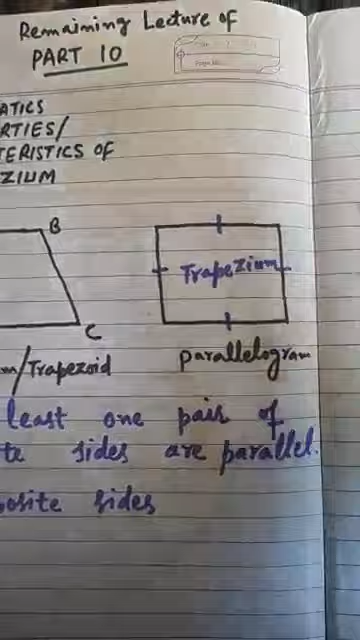 Remaining Lecture of
PART 10
ATICS
RTIES/
TERISTICS OF
ZIUM
B
Trapezium
C
m/Trapezoid
parallelogram
least one pair of
te sides are parallel.
osite sides